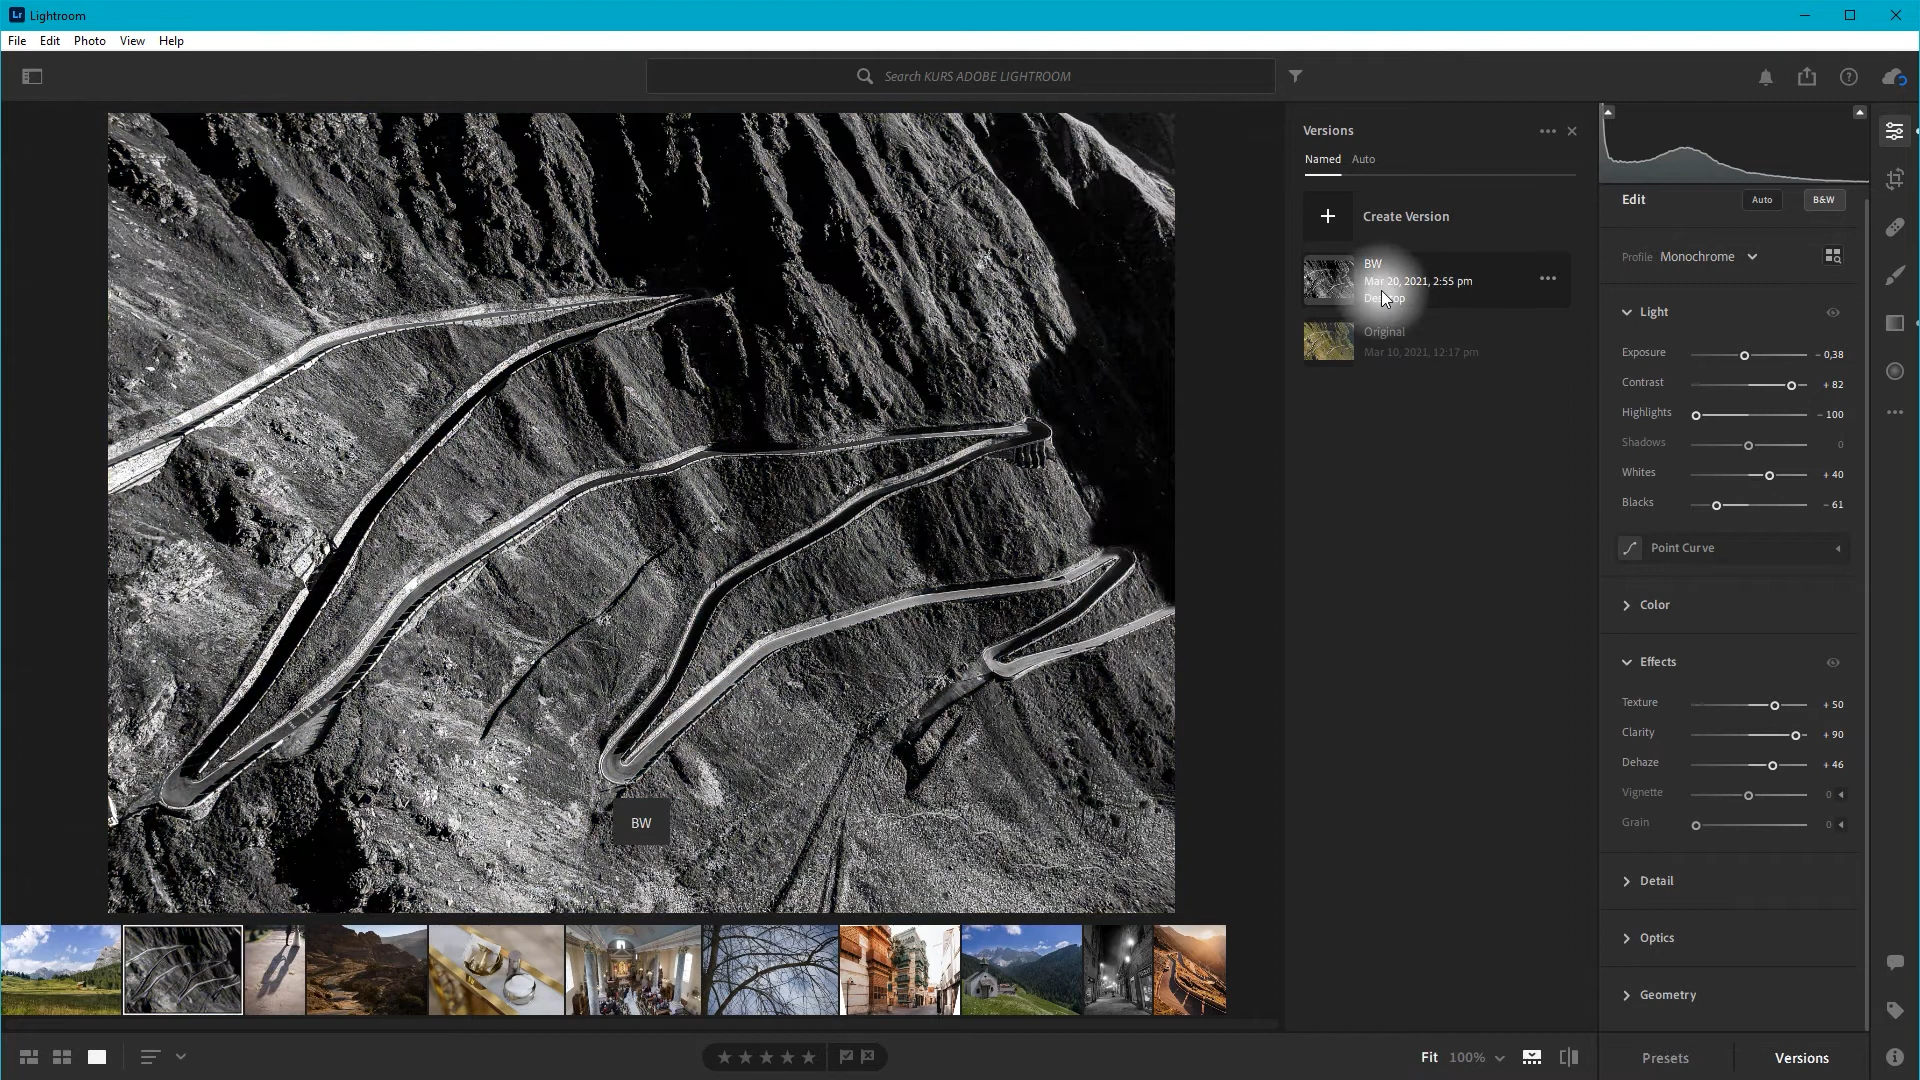 Lr Lightroom
File Edit Photo View Help
Search KURS ADOBE LIGHTROOM
Versions
Named Auto
Create Version
BW
Mar 20, 2021, 2:55 pm
Desktop
Original
Mar 10, 2021, 12:17 pm
BW
Edit Auto B&W
Profile Monochrome
Light
Exposure − 0,38
Contrast + 82
Highlights − 100
Shadows 0
Whites + 40
Blacks − 61
Point Curve
Color
Effects
Texture + 50
Clarity + 90
Dehaze + 46
Vignette 0
Grain 0
Detail
Optics
Geometry
Fit 100%
Presets Versions